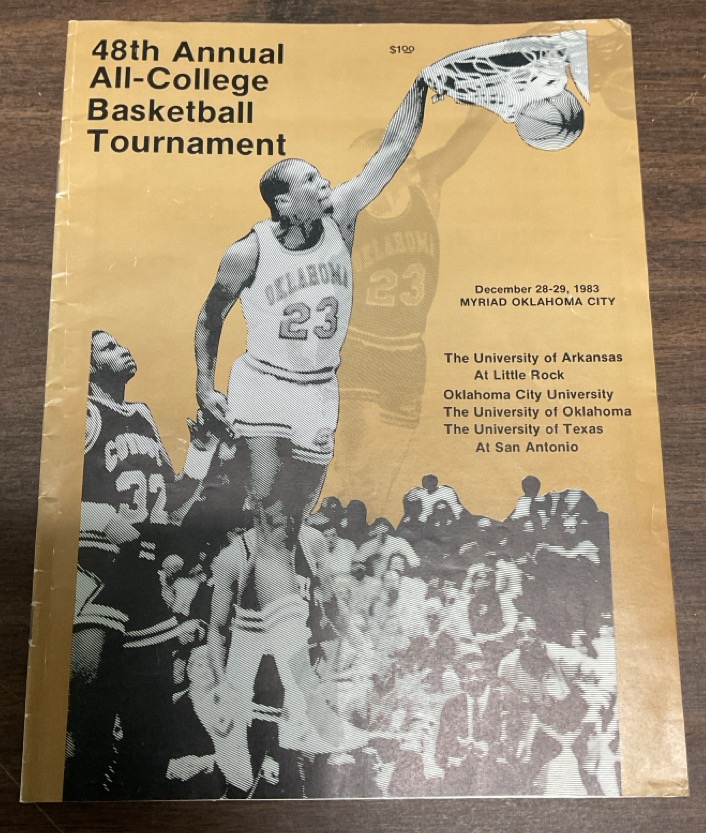 48th Annual
All-College
Basketball
Tournament
$1.00
OKLAHOMA
23
OKLAHOMA
23
December 28-29, 1983
MYRIAD OKLAHOMA CITY
The University of Arkansas
At Little Rock
Oklahoma City University
The University of Oklahoma
The University of Texas
At San Antonio
32